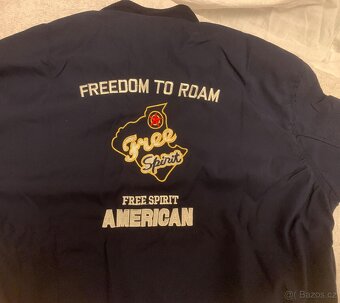 FREEDOM TO ROAM
Free
Spirit
FREE SPIRIT
AMERICAN
Bazos.cz